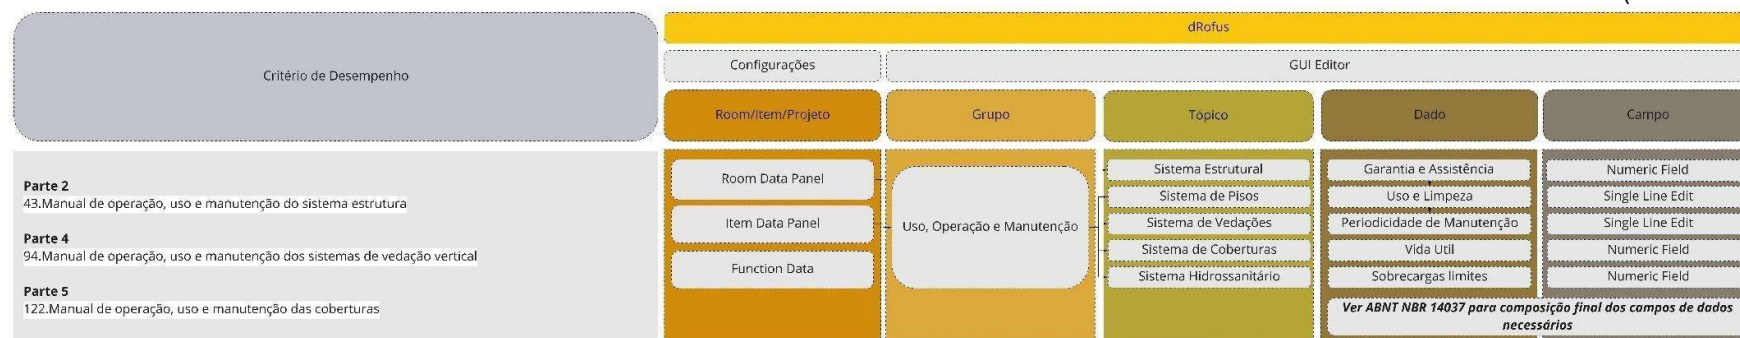 dRofus
Critério de Desempenho
Configurações
GUI Editor
Room/Item/Projeto
Grupo
Tópico
Dado
Campo
Parte 2
43.Manual de operação, uso e manutenção do sistema estrutura
Parte 4
94.Manual de operação, uso e manutenção dos sistemas de vedação vertical
Parte 5
122.Manual de operação, uso e manutenção das coberturas
Room Data Panel
Item Data Panel
Function Data
Uso, Operação e Manutenção
Sistema Estrutural
Sistema de Pisos
Sistema de Vedações
Sistema de Coberturas
Sistema Hidrossanitário
Garantia e Assistência
Uso e Limpeza
Periodicidade de Manutenção
Vida Util
Sobrecargas limites
Numeric Field
Single Line Edit
Single Line Edit
Numeric Field
Numeric Field
Ver ABNT NBR 14037 para composição final dos campos de dados
necessários